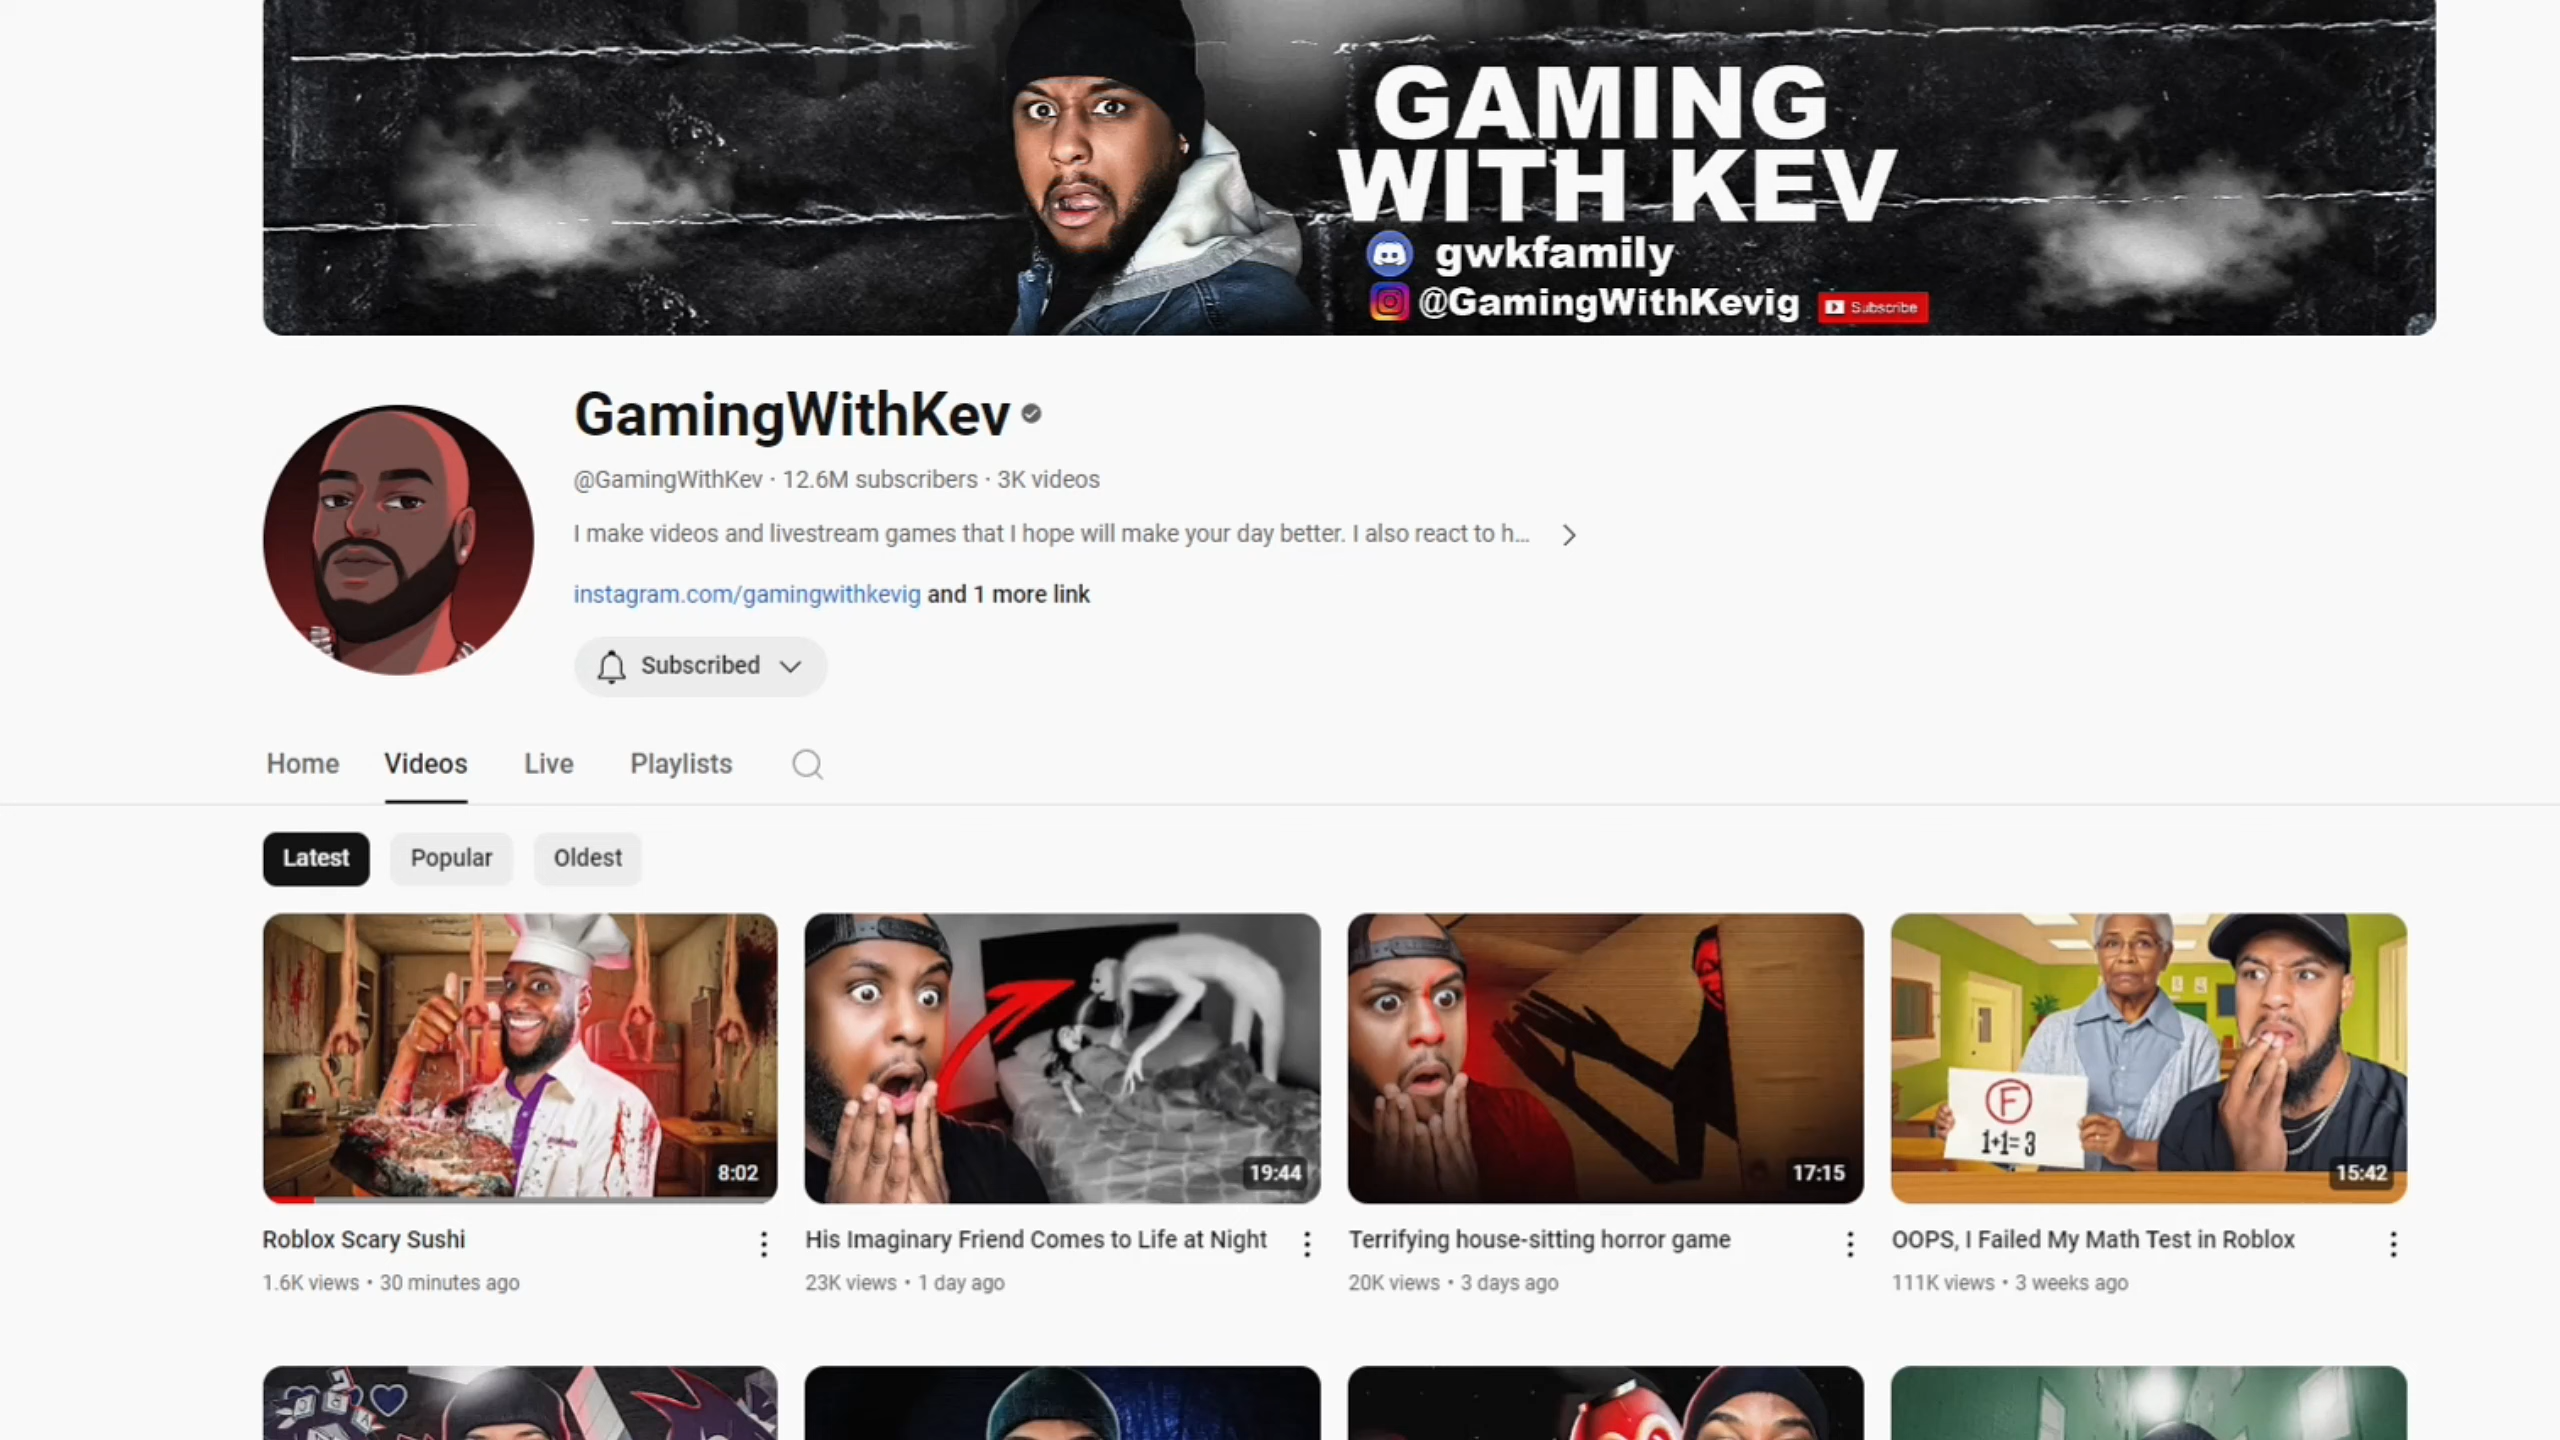 GAMING
WITH KEV
gwkfamily
@GamingWithKevig Subscribe
GamingWithKev
@GamingWithKev · 12.6M subscribers · 3K videos
I make videos and livestream games that I hope will make your day better. I also react to h...
instagram.com/gamingwithkevig and 1 more link
Subscribed
Home Videos Live Playlists
Latest Popular Oldest
F
1+1=3
8:02 19:44 17:15 15:42
Roblox Scary Sushi
1.6K views • 30 minutes ago
His Imaginary Friend Comes to Life at Night
23K views • 1 day ago
Terrifying house-sitting horror game
20K views • 3 days ago
OOPS, I Failed My Math Test in Roblox
111K views • 3 weeks ago